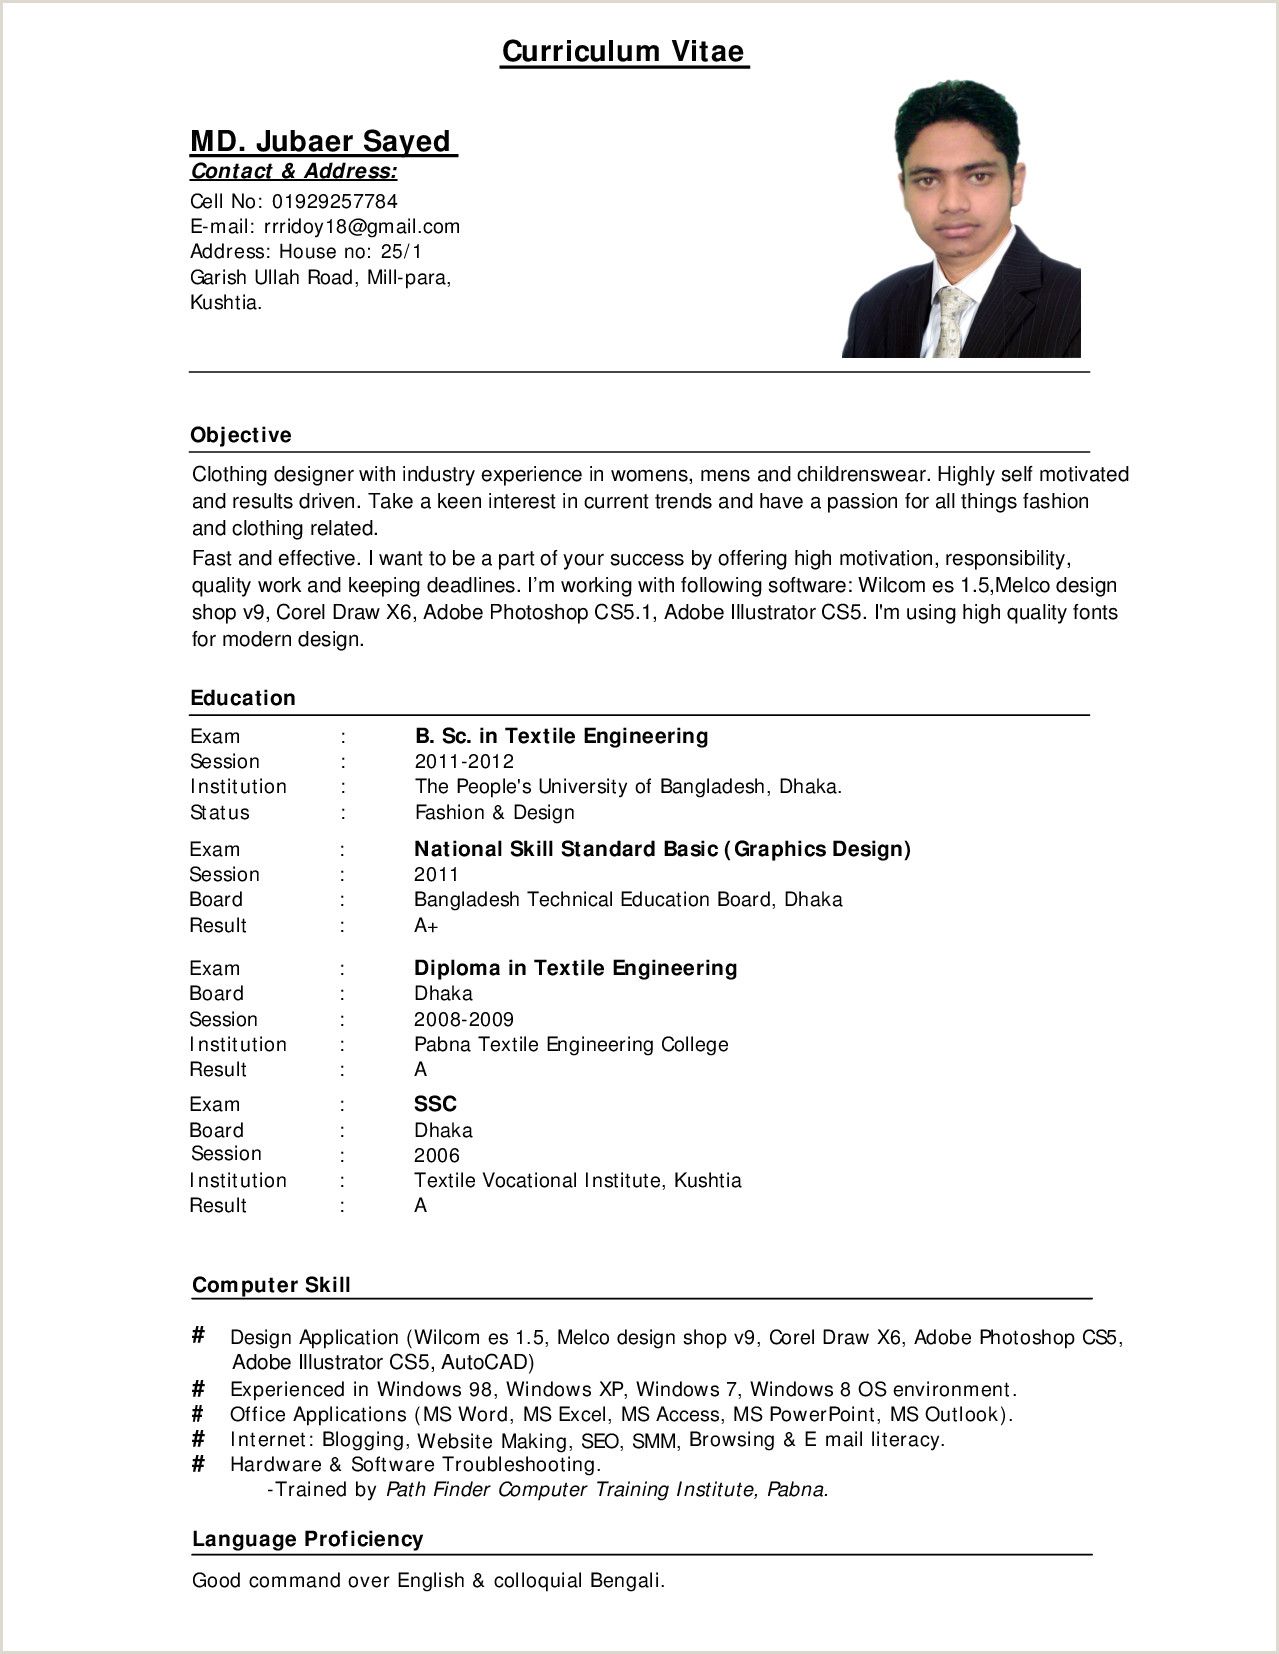 Curriculum Vitae
MD. Jubaer Sayed
Contact & Address:
Cell No: 01929257784
E-mail: rrridoy18@gmail.com
Address: House no: 25/1
Garish Ullah Road, Mill-para,
Kushtia.
Objective
Clothing designer with industry experience in womens, mens and childrenswear. Highly self motivated
and results driven. Take a keen interest in current trends and have a passion for all things fashion
and clothing related.
Fast and effective. I want to be a part of your success by offering high motivation, responsibility,
quality work and keeping deadlines. I’m working with following software: Wilcom es 1.5,Melco design
shop v9, Corel Draw X6, Adobe Photoshop CS5.1, Adobe Illustrator CS5. I'm using high quality fonts
for modern design.
Education
Exam : B. Sc. in Textile Engineering
Session : 2011-2012
Institution : The People's University of Bangladesh, Dhaka.
Status : Fashion & Design
Exam : National Skill Standard Basic (Graphics Design)
Session : 2011
Board : Bangladesh Technical Education Board, Dhaka
Result : A+
Exam : Diploma in Textile Engineering
Board : Dhaka
Session : 2008-2009
Institution : Pabna Textile Engineering College
Result : A
Exam : SSC
Board : Dhaka
Session : 2006
Institution : Textile Vocational Institute, Kushtia
Result : A
Computer Skill
# Design Application (Wilcom es 1.5, Melco design shop v9, Corel Draw X6, Adobe Photoshop CS5,
Adobe Illustrator CS5, AutoCAD)
# Experienced in Windows 98, Windows XP, Windows 7, Windows 8 OS environment.
# Office Applications (MS Word, MS Excel, MS Access, MS PowerPoint, MS Outlook).
# Internet: Blogging, Website Making, SEO, SMM, Browsing & E mail literacy.
# Hardware & Software Troubleshooting.
-Trained by Path Finder Computer Training Institute, Pabna.
Language Proficiency
Good command over English & colloquial Bengali.